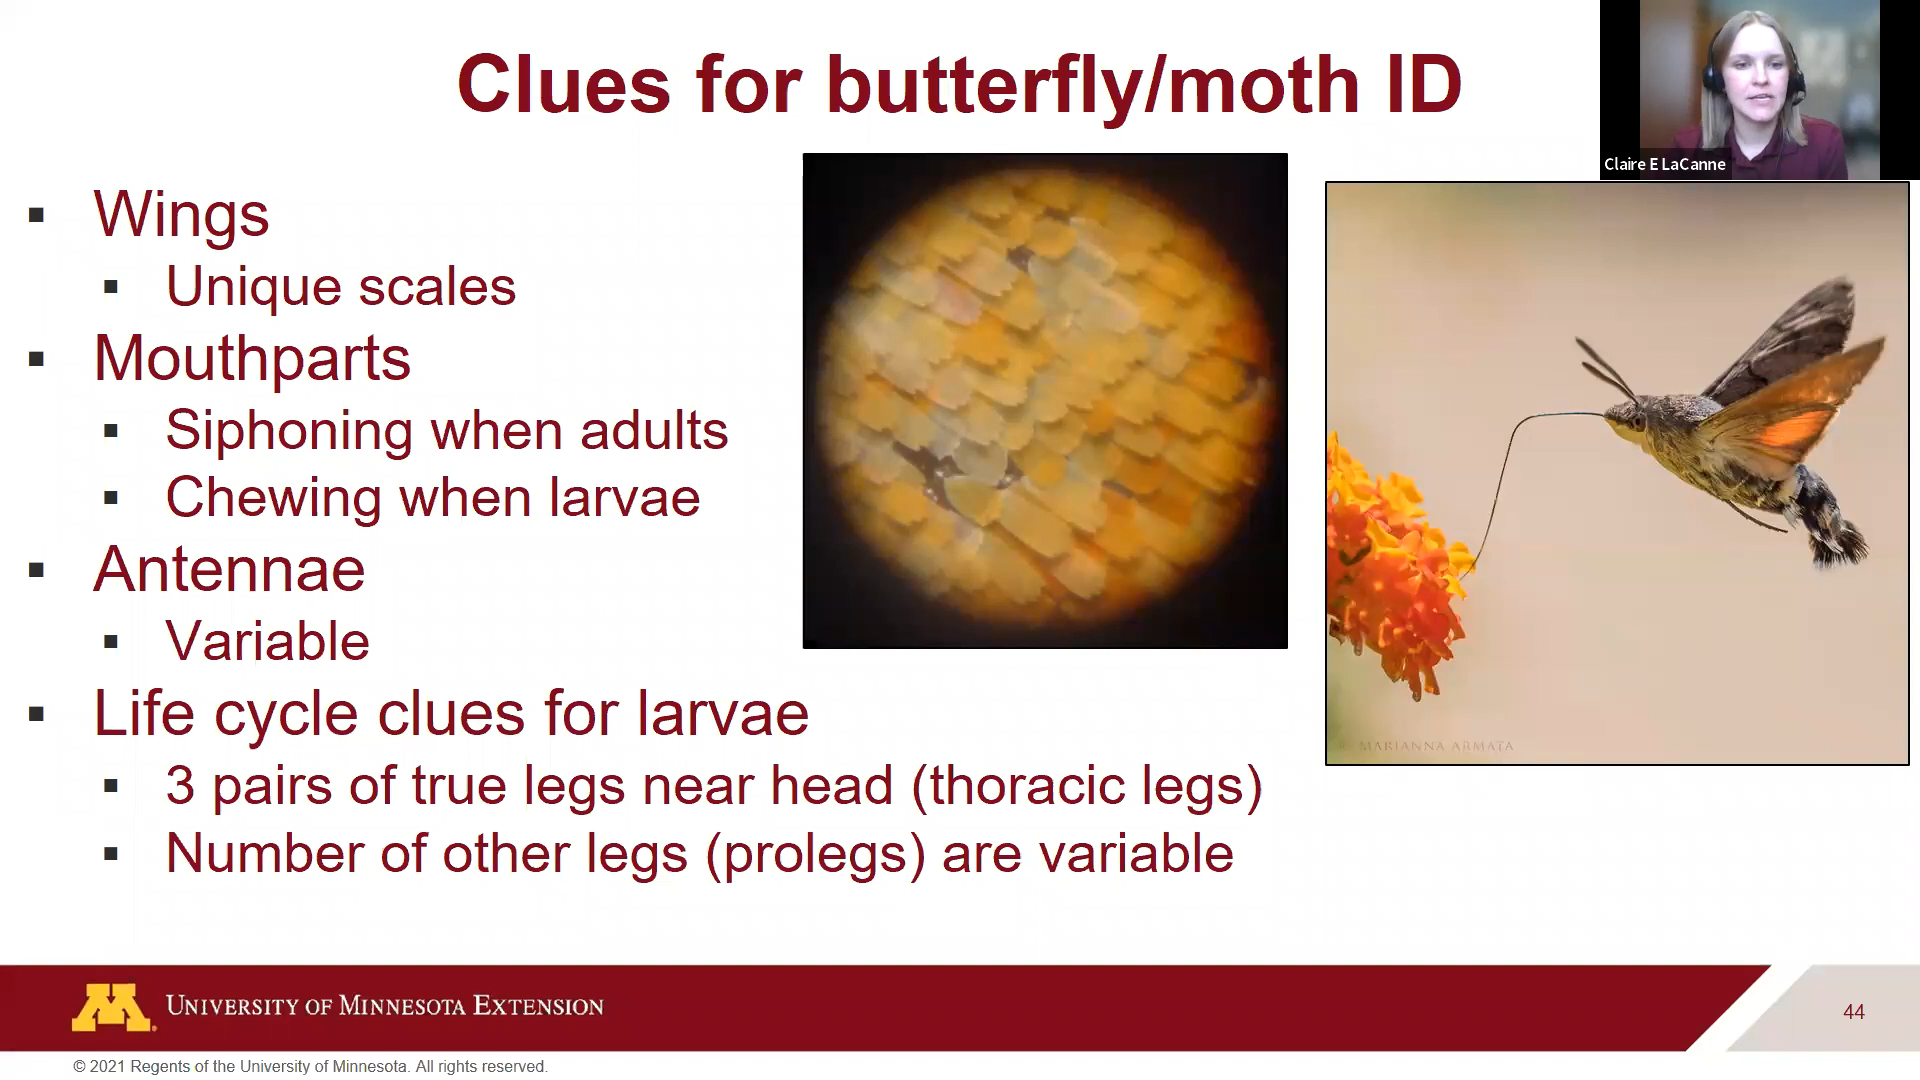 Clues for butterfly/moth ID
Claire E LaCanne
▪ Wings
▪ Unique scales
▪ Mouthparts
▪ Siphoning when adults
▪ Chewing when larvae
▪ Antennae
▪ Variable
▪ Life cycle clues for larvae
▪ 3 pairs of true legs near head (thoracic legs)
▪ Number of other legs (prolegs) are variable
MARIANNA ARMATA
M
UNIVERSITY OF MINNESOTA EXTENSION
44
© 2021 Regents of the University of Minnesota. All rights reserved.